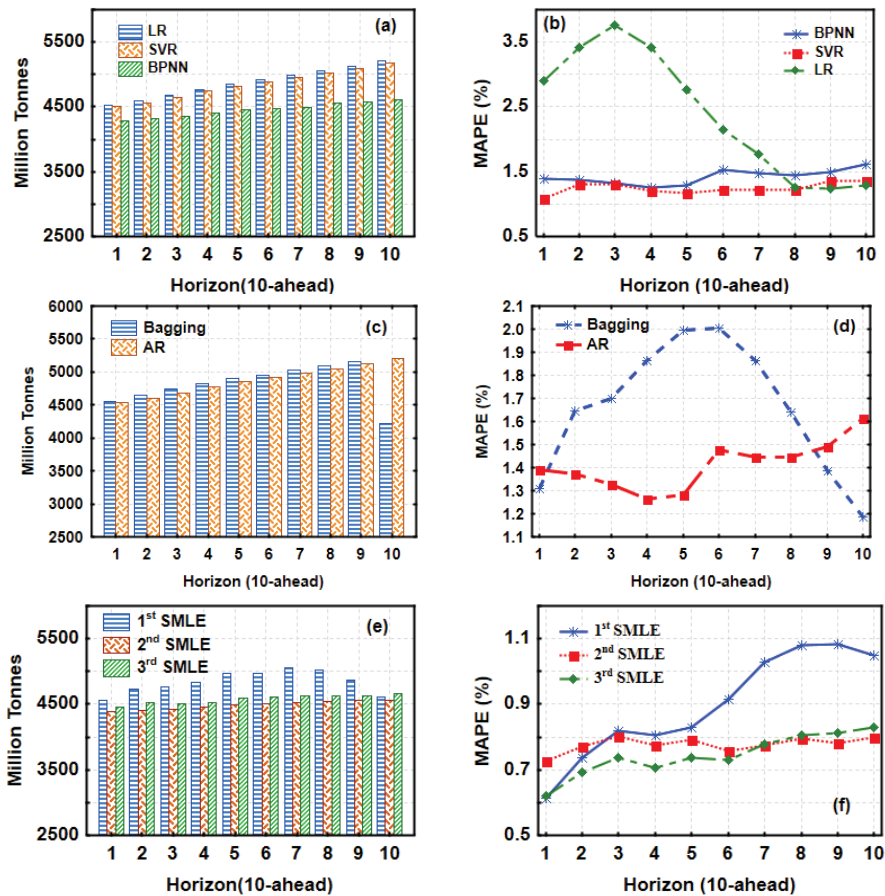 (a)
LR
SVR
BPNN
Million Tonnes
5500
4500
3500
2500
1 2 3 4 5 6 7 8 9 10
Horizon(10-ahead)
(b)
BPNN
SVR
LR
MAPE (%)
3.5
2.5
1.5
0.5
1 2 3 4 5 6 7 8 9 10
Horizon (10-ahead)
(c)
Bagging
AR
Million Tonnes
6000
5500
5000
4500
4000
3500
3000
2500
1 2 3 4 5 6 7 8 9 10
Horizon (10-ahead)
(d)
Bagging
AR
MAPE (%)
2.1
2.0
1.9
1.8
1.7
1.6
1.5
1.4
1.3
1.2
1.1
1 2 3 4 5 6 7 8 9 10
Horizon (10-ahead)
(e)
1st SMLE
2nd SMLE
3rd SMLE
Million Tonnes
5500
4500
3500
2500
1 2 3 4 5 6 7 8 9 10
Horizon(10-ahead)
1st SMLE
2nd SMLE
3rd SMLE
MAPE (%)
1.1
0.9
0.7
0.5
(f)
1 2 3 4 5 6 7 8 9 10
Horizon (10-ahead)